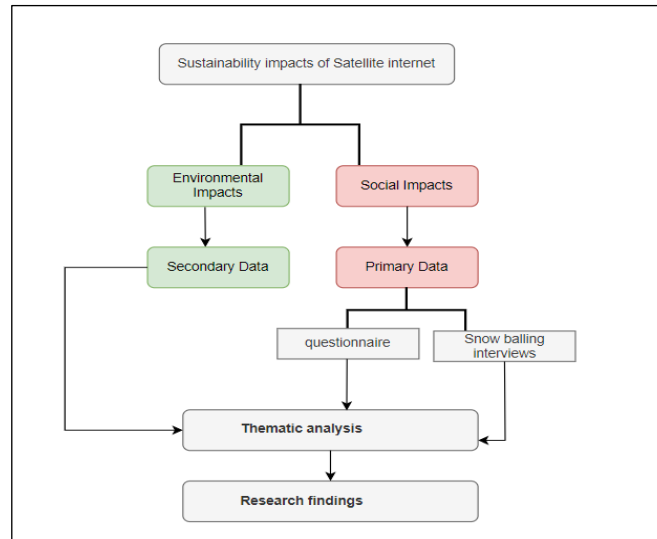 Sustainability impacts of Satellite internet
Environmental
Impacts
Social Impacts
Secondary Data
Primary Data
questionnaire
Snow balling
interviews
Thematic analysis
Research findings